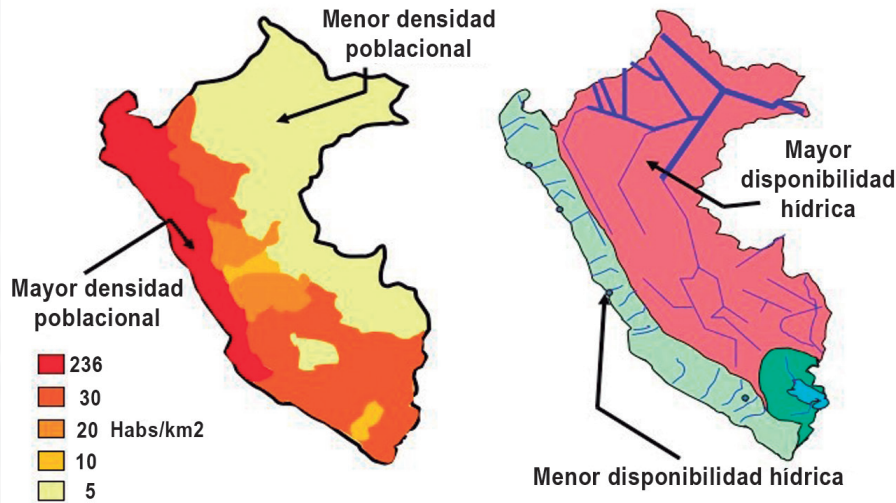 Menor densidad
poblacional
Mayor densidad
poblacional
236
30
20 Habs/km2
10
5
Mayor
disponibilidad
hídrica
Menor disponibilidad hídrica